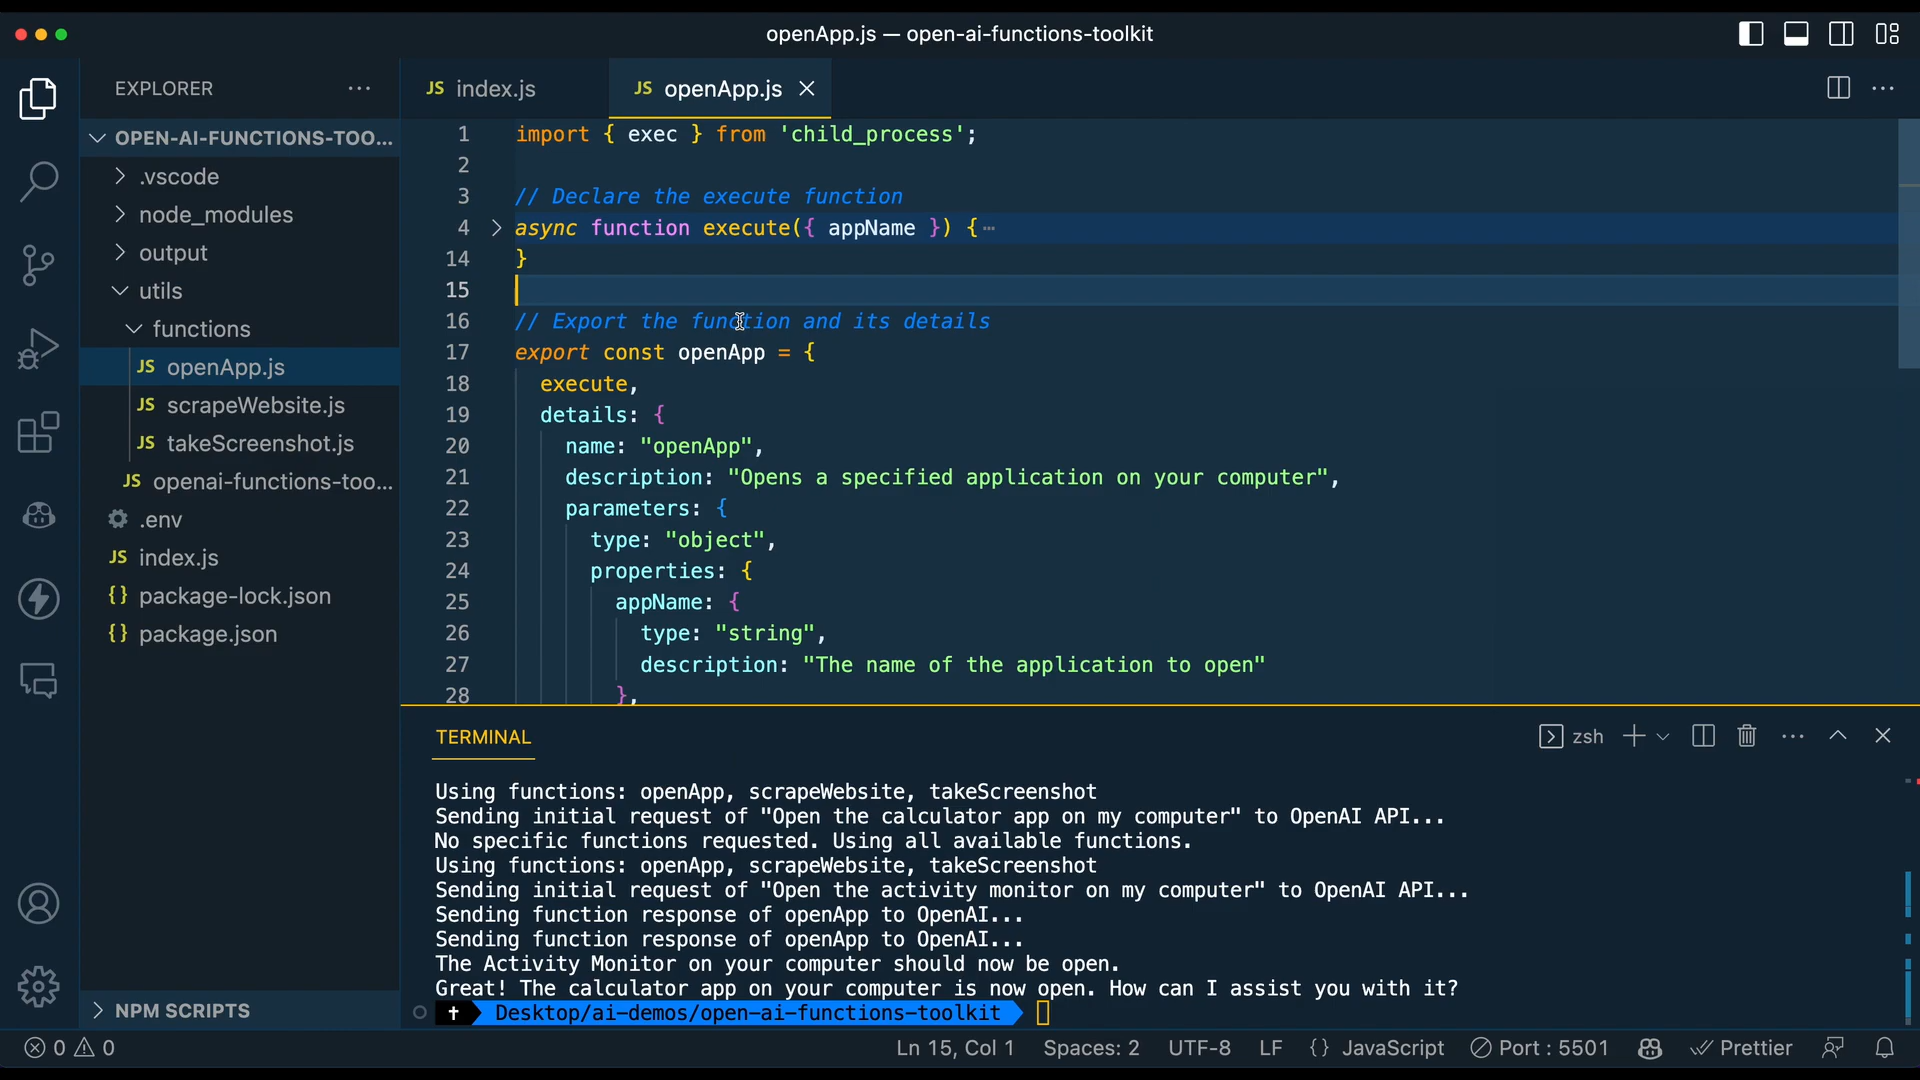 openApp.js — open-ai-functions-toolkit
EXPLORER
OPEN-AI-FUNCTIONS-TOO...
.vscode
node_modules
output
utils
functions
JS openApp.js
JS scrapeWebsite.js
JS takeScreenshot.js
JS openai-functions-too...
.env
JS index.js
{} package-lock.json
{} package.json
NPM SCRIPTS
JS index.js
JS openApp.js
1 import { exec } from 'child_process';
2
3 // Declare the execute function
4 async function execute({ appName }) {⋯
14 }
15
16 // Export the function and its details
17 export const openApp = {
18 execute,
19 details: {
20 name: "openApp",
21 description: "Opens a specified application on your computer",
22 parameters: {
23 type: "object",
24 properties: {
25 appName: {
26 type: "string",
27 description: "The name of the application to open"
28 },
TERMINAL
zsh
Using functions: openApp, scrapeWebsite, takeScreenshot
Sending initial request of "Open the calculator app on my computer" to OpenAI API...
No specific functions requested. Using all available functions.
Using functions: openApp, scrapeWebsite, takeScreenshot
Sending initial request of "Open the activity monitor on my computer" to OpenAI API...
Sending function response of openApp to OpenAI...
Sending function response of openApp to OpenAI...
The Activity Monitor on your computer should now be open.
Great! The calculator app on your computer is now open. How can I assist you with it?
Desktop/ai-demos/open-ai-functions-toolkit
0 0
Ln 15, Col 1
Spaces: 2
UTF-8
LF
{} JavaScript
Port : 5501
Prettier